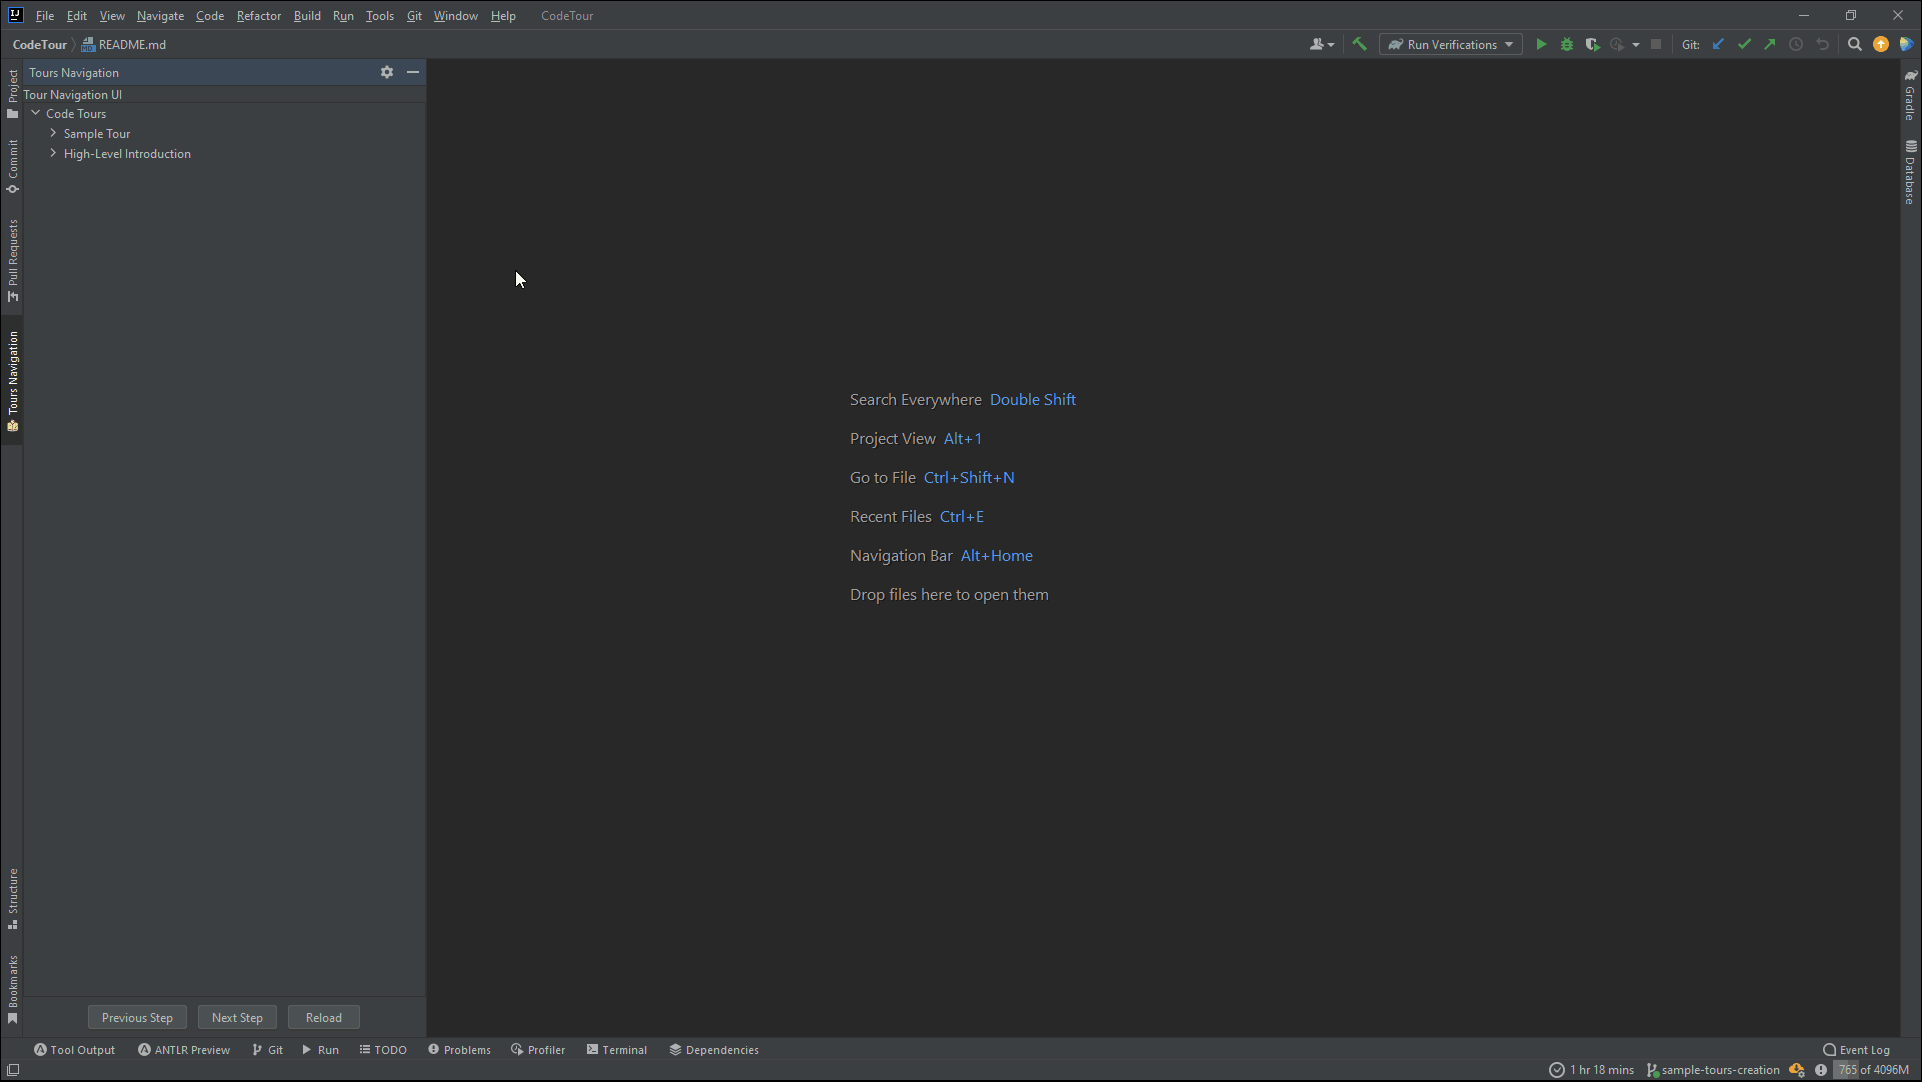 File Edit View Navigate Code Refactor Build Run Tools Git Window Help CodeTour
CodeTour README.md Run Verifications Git:
Tours Navigation
Tour Navigation UI
Code Tours
Sample Tour
High-Level Introduction
Project
Commit
Pull Requests
Tours Navigation
Structure
Bookmarks
Search Everywhere Double Shift
Project View Alt+1
Go to File Ctrl+Shift+N
Recent Files Ctrl+E
Navigation Bar Alt+Home
Drop files here to open them
Gradle
Database
Previous Step Next Step Reload
Tool Output ANTLR Preview Git Run TODO Problems Profiler Terminal Dependencies Event Log
1 hr 18 mins sample-tours-creation 765 of 4096M